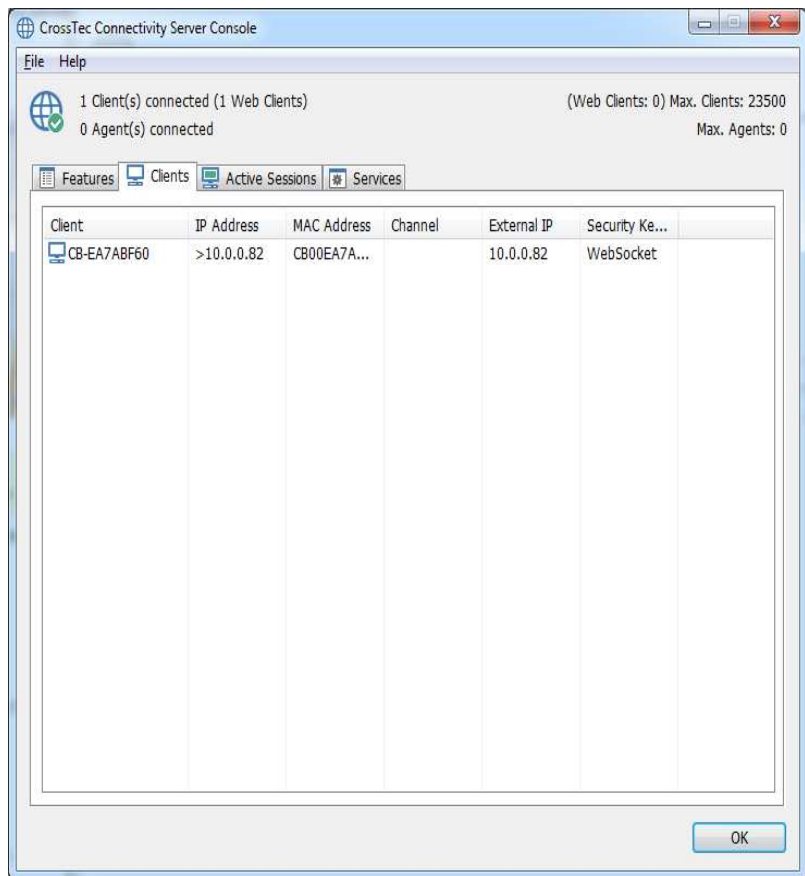 CrossTec Connectivity Server Console
File Help
1 Client(s) connected (1 Web Clients) (Web Clients: 0) Max. Clients: 23500
0 Agent(s) connected Max. Agents: 0
Features Clients Active Sessions Services
Client IP Address MAC Address Channel External IP Security Ke...
CB-EA7ABF60 >10.0.0.82 CB00EA7A... 10.0.0.82 WebSocket
OK